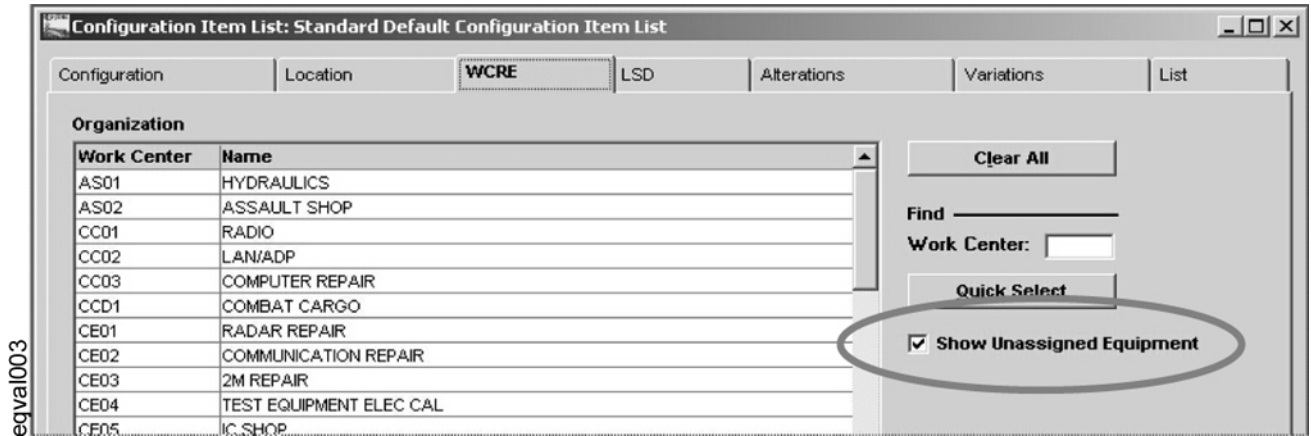 Configuration Item List: Standard Default Configuration Item List
Configuration Location WCRE LSD Alterations Variations List
Organization
Work Center Name
AS01 HYDRAULICS
AS02 ASSAULT SHOP
CC01 RADIO
CC02 LAN/ADP
CC03 COMPUTER REPAIR
CCD1 COMBAT CARGO
CE01 RADAR REPAIR
CE02 COMMUNICATION REPAIR
CE03 2M REPAIR
CE04 TEST EQUIPMENT ELEC CAL
CE05 IC SHOP
Clear All
Find
Work Center:
Quick Select
Show Unassigned Equipment
eqval003